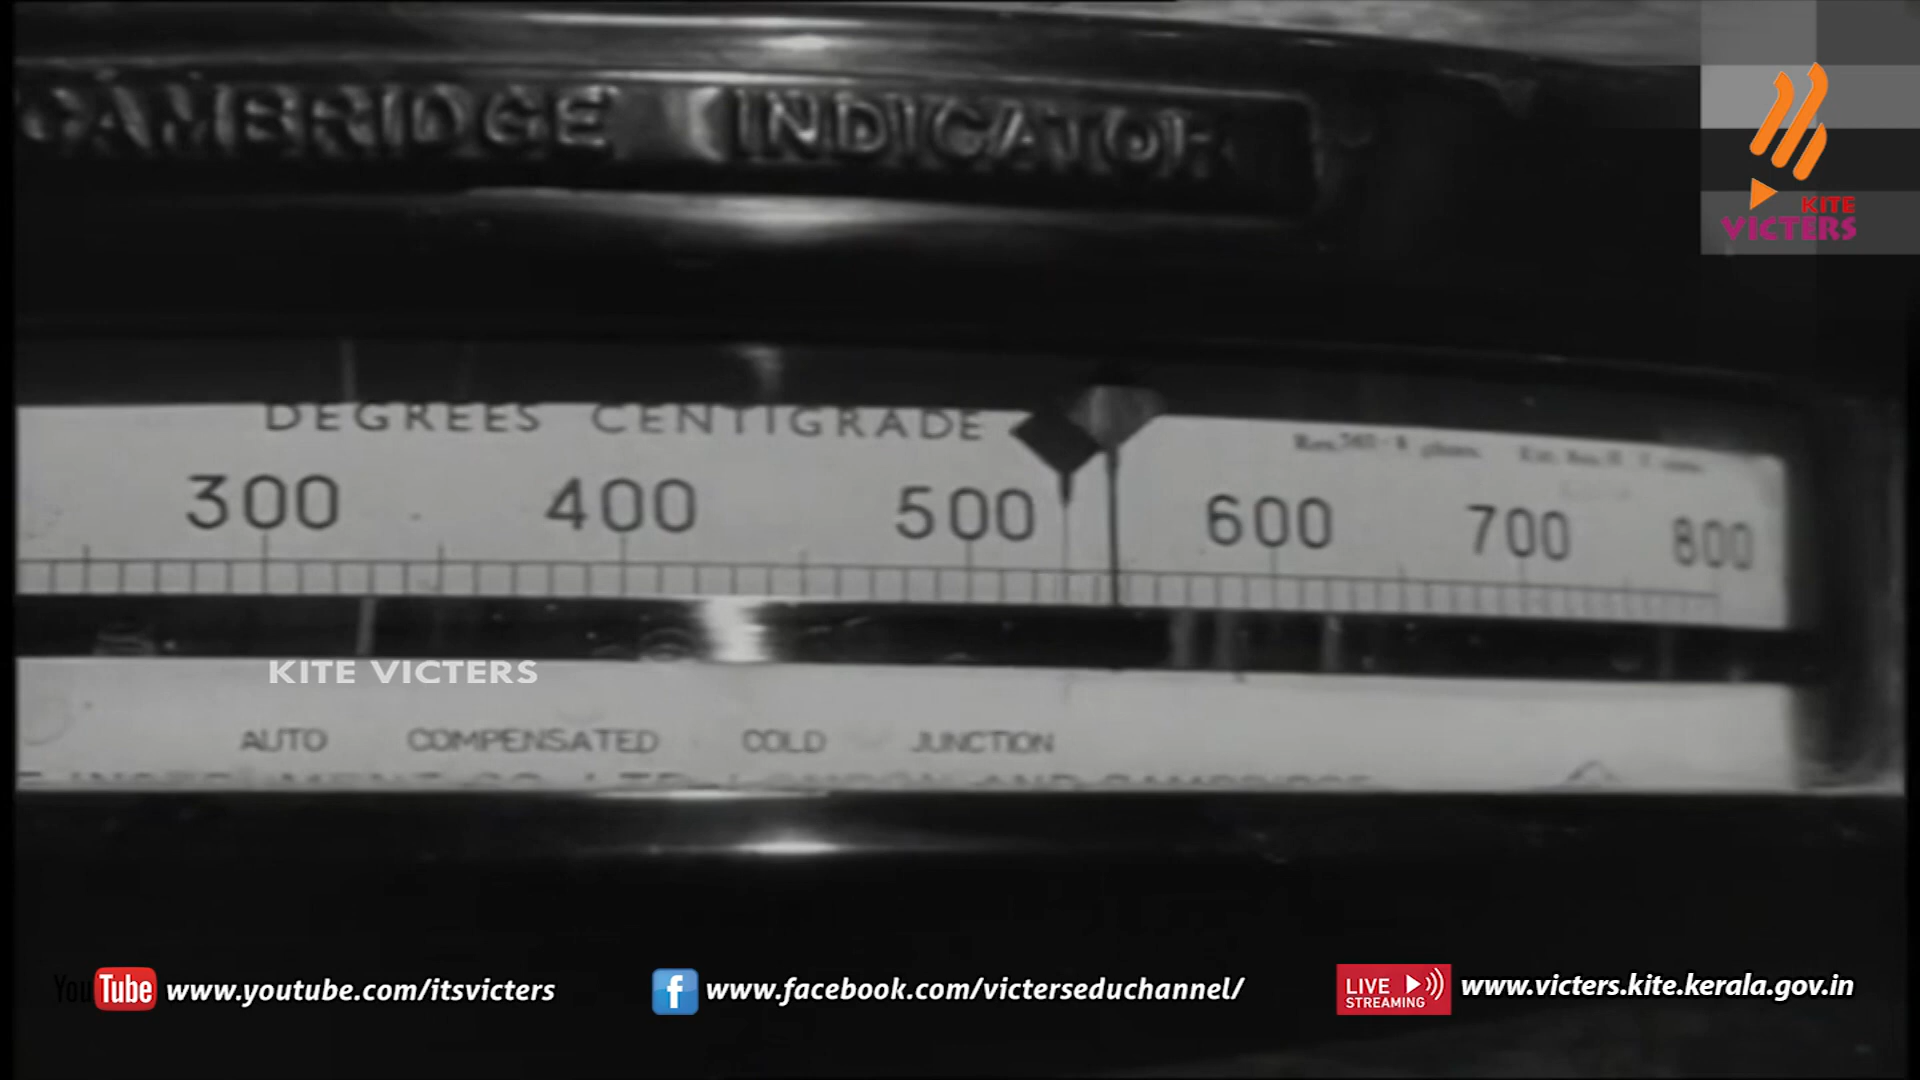 CAMBRIDGE INDICATOR
KITE
VICTERS
DEGREES CENTIGRADE
300 400 500 600 700 800
KITE VICTERS
AUTO COMPENSATED COLD JUNCTION
YouTube www.youtube.com/itsvicters
f www.facebook.com/victerseduchannel/
LIVE STREAMING www.victers.kite.kerala.gov.in